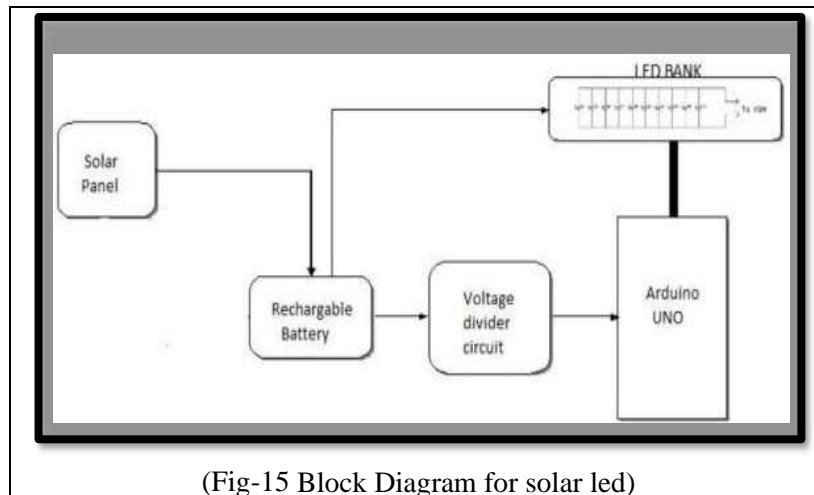 LED BANK
Solar
Panel
Rechargable
Battery
Voltage
divider
circuit
Arduino
UNO
(Fig-15 Block Diagram for solar led)